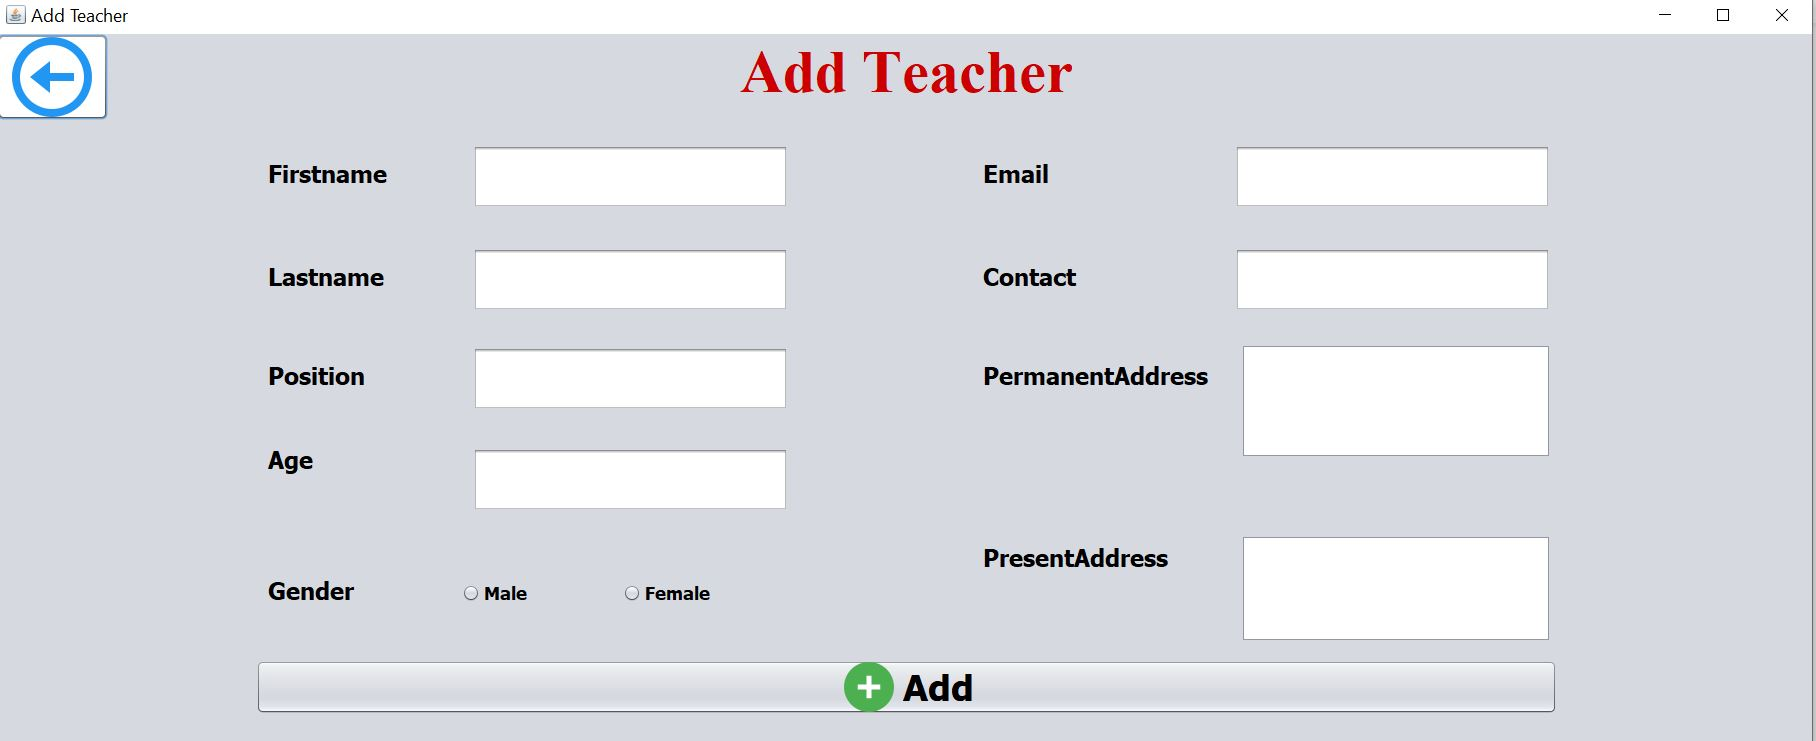 Add Teacher
Add Teacher
Firstname
Email
Lastname
Contact
Position
PermanentAddress
Age
PresentAddress
Gender
Male
Female
Add